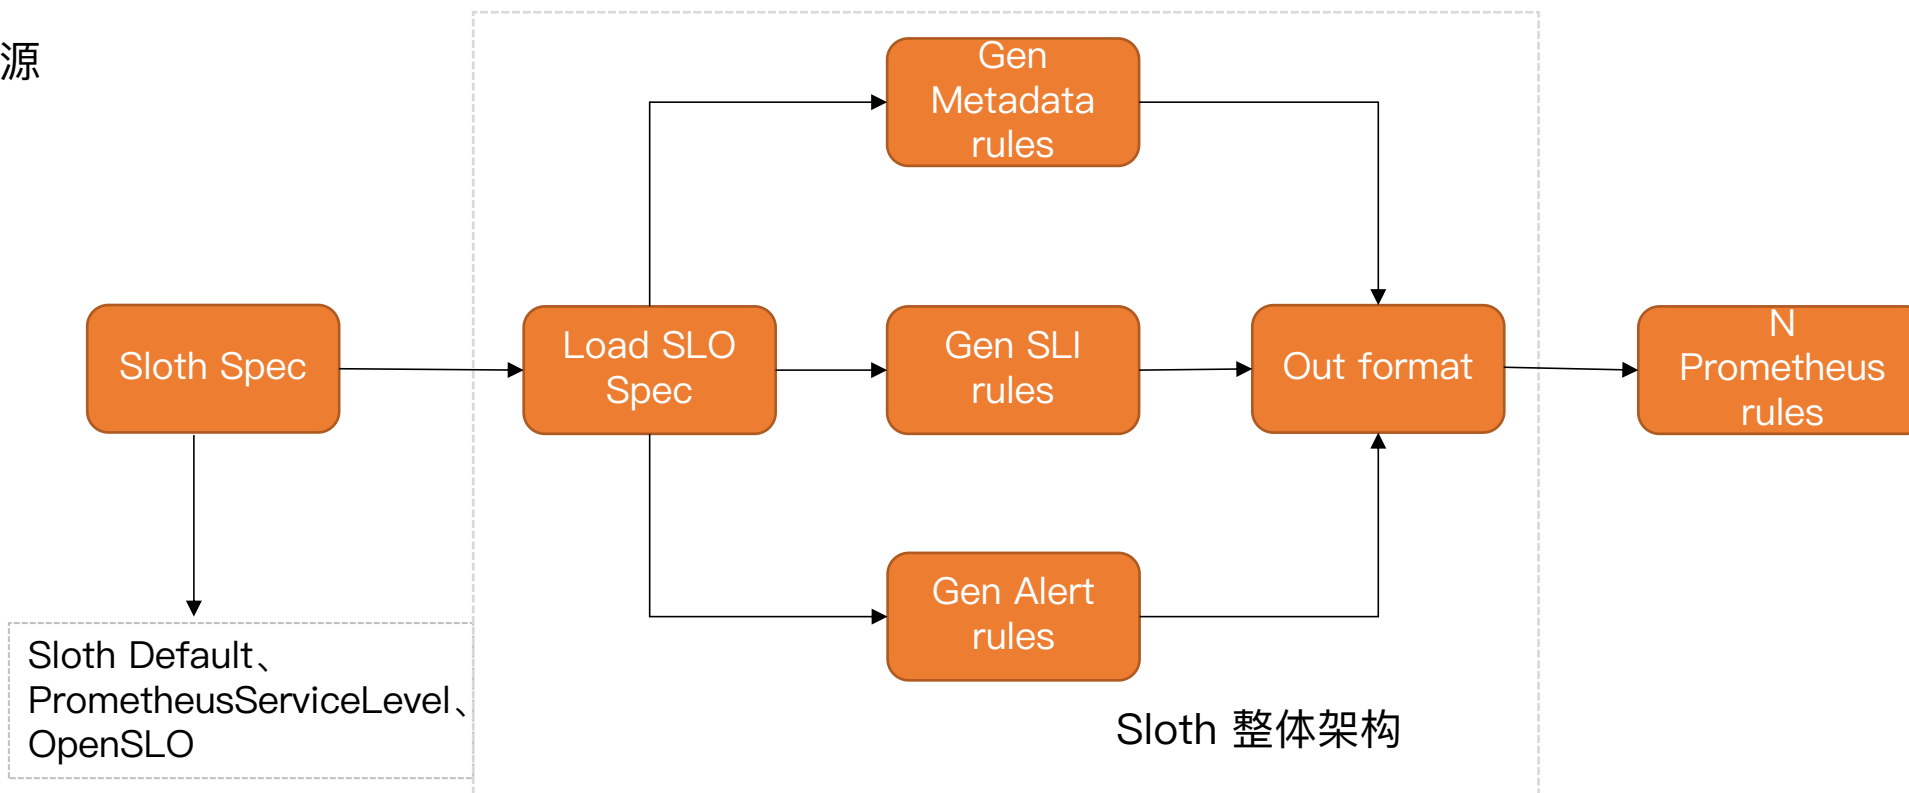 源
Gen
Metadata
rules
Sloth Spec
Load SLO
Spec
Gen SLI
rules
Out format
N
Prometheus
rules
Gen Alert
rules
Sloth Default、
PrometheusServiceLevel、
OpenSLO
Sloth 整体架构